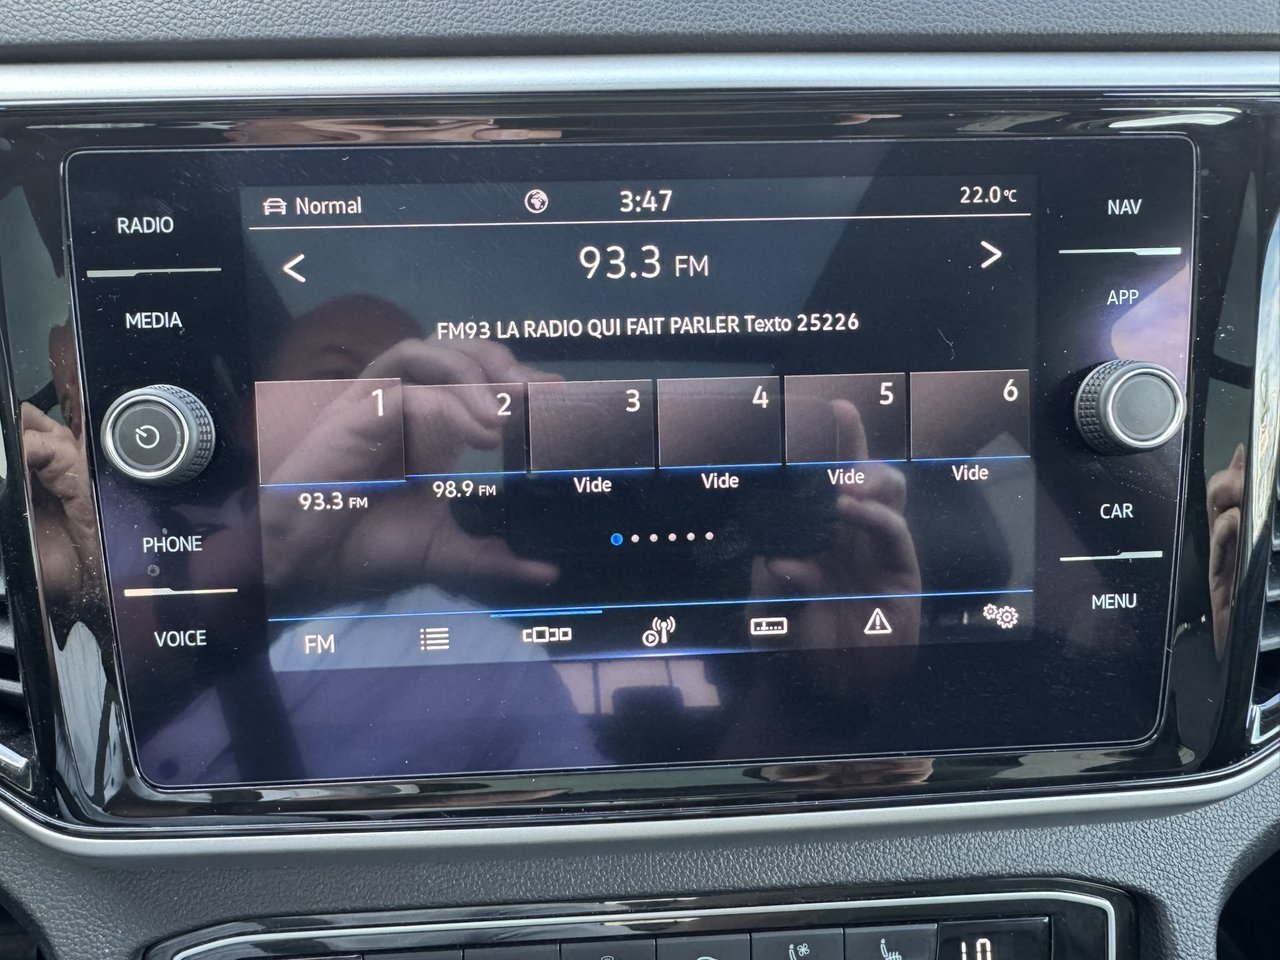 RADIO
MEDIA
PHONE
VOICE
Normal 3:47 22.0°C
< 93.3 FM >
FM93 LA RADIO QUI FAIT PARLER Texto 25226
1 2 3 4 5 6
93.3 FM 98.9 FM Vide Vide Vide Vide
FM
NAV
APP
CAR
MENU